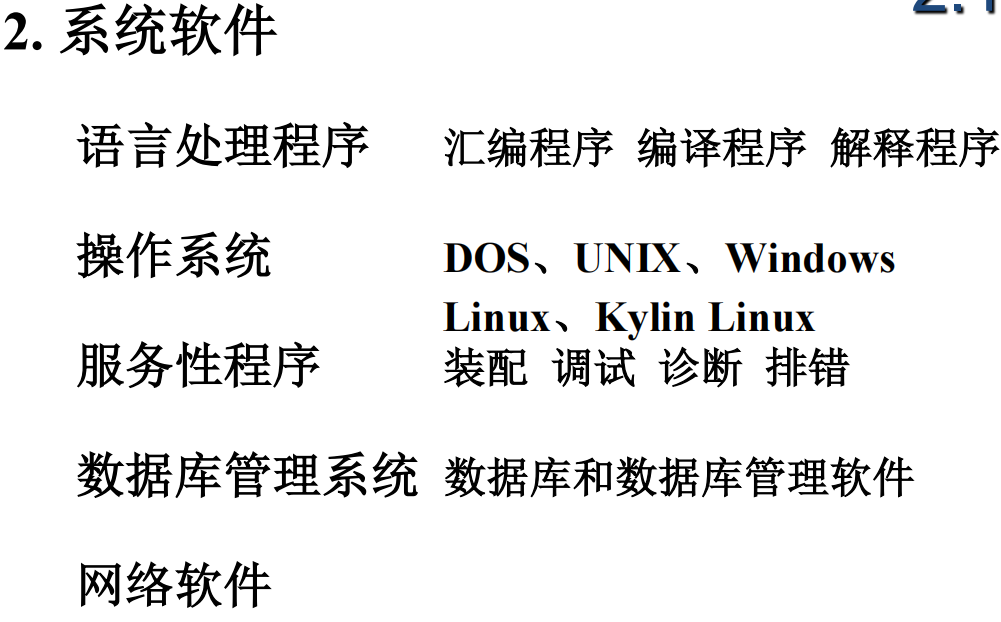 2. 系统软件
语言处理程序 汇编程序 编译程序 解释程序
操作系统 DOS、UNIX、Windows
Linux、Kylin Linux
服务性程序 装配 调试 诊断 排错
数据库管理系统 数据库和数据库管理软件
网络软件